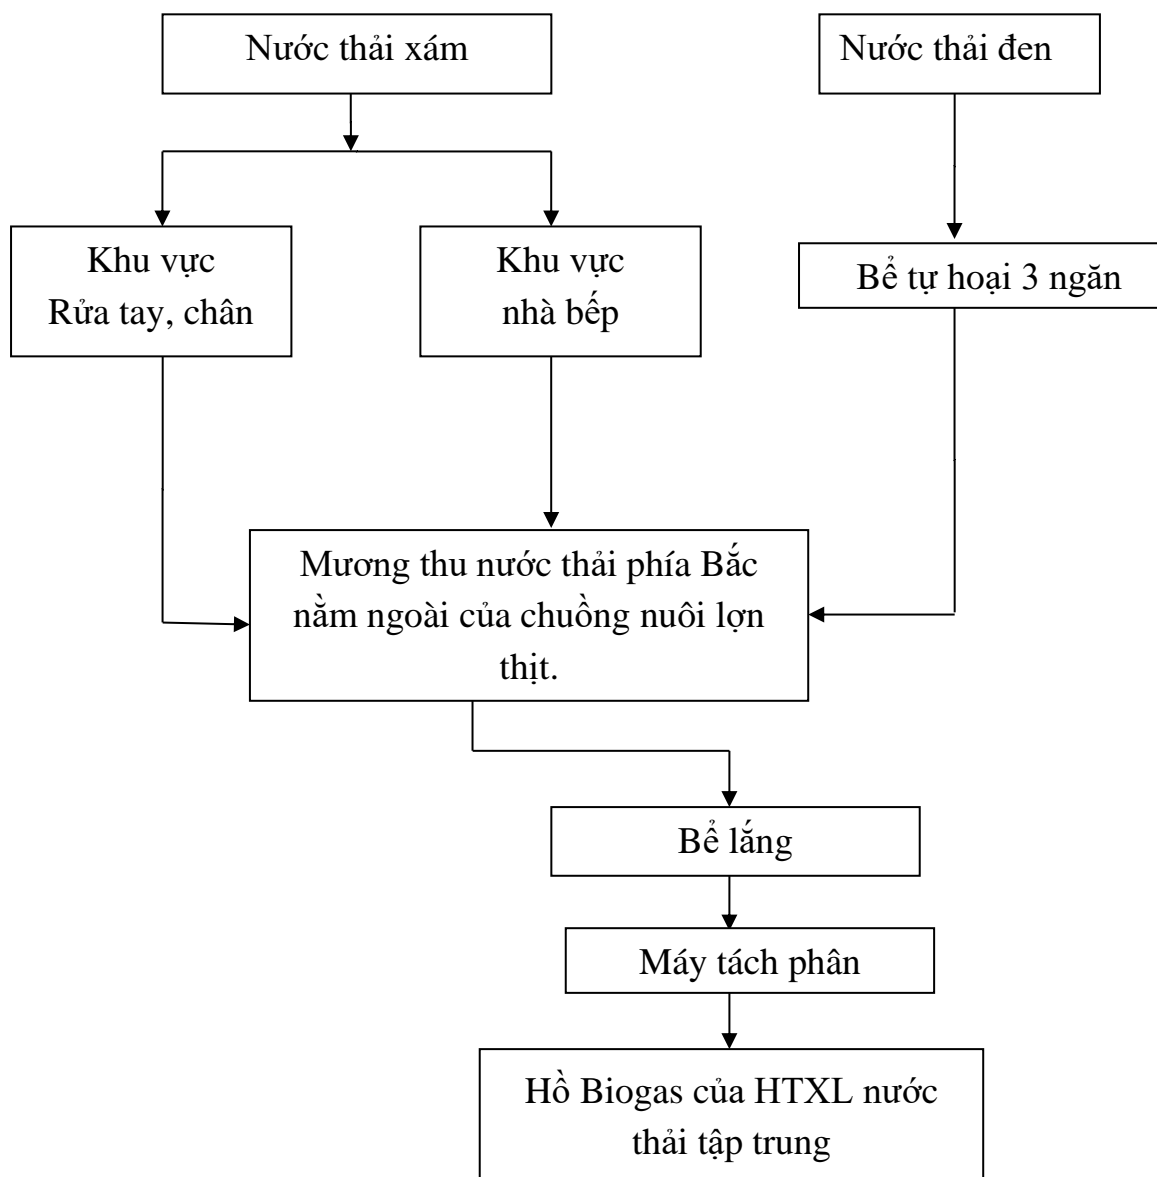 Nước thải xám
Nước thải đen
Khu vực
Rửa tay, chân
Khu vực
nhà bếp
Bể tự hoại 3 ngăn
Mương thu nước thải phía Bắc
nằm ngoài của chuồng nuôi lợn
thịt.
Bể lắng
Máy tách phân
Hồ Biogas của HTXL nước
thải tập trung